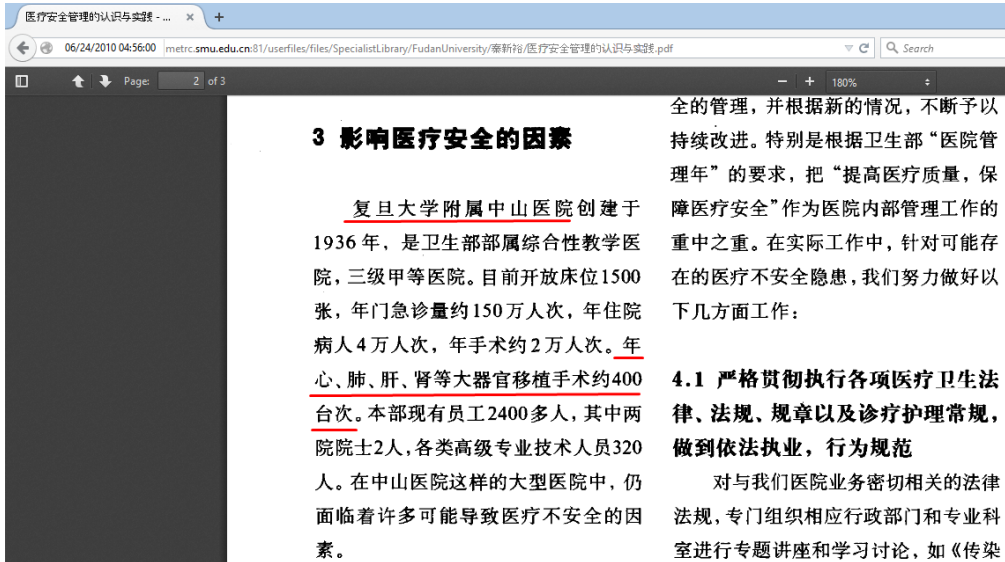 医疗安全管理的认识与实践 - ...
06/24/2010 04:56:00 metrc.smu.edu.cn:81/userfiles/files/SpecialistLibrary/FudanUniversity/秦新裕/医疗安全管理的认识与实践.pdf
Search
Page: 2 of 3
180%
3 影响医疗安全的因素
复旦大学附属中山医院创建于
1936年，是卫生部部属综合性教学医
院，三级甲等医院。目前开放床位1500
张，年门急诊量约150万人次，年住院
病人4万人次，年手术约2万人次。年
心、肺、肝、肾等大器官移植手术约400
台次。本部现有员工2400多人，其中两
院院士2人，各类高级专业技术人员320
人。在中山医院这样的大型医院中，仍
面临着许多可能导致医疗不安全的因
素。
全的管理，并根据新的情况，不断予以
持续改进。特别是根据卫生部“医院管
理年”的要求，把“提高医疗质量，保
障医疗安全”作为医院内部管理工作的
重中之重。在实际工作中，针对可能存
在的医疗不安全隐患，我们努力做好以
下几方面工作：
4.1 严格贯彻执行各项医疗卫生法
律、法规、规章以及诊疗护理常规，
做到依法执业，行为规范
对与我们医院业务密切相关的法律
法规，专门组织相应行政部门和专业科
室进行专题讲座和学习讨论，如《传染